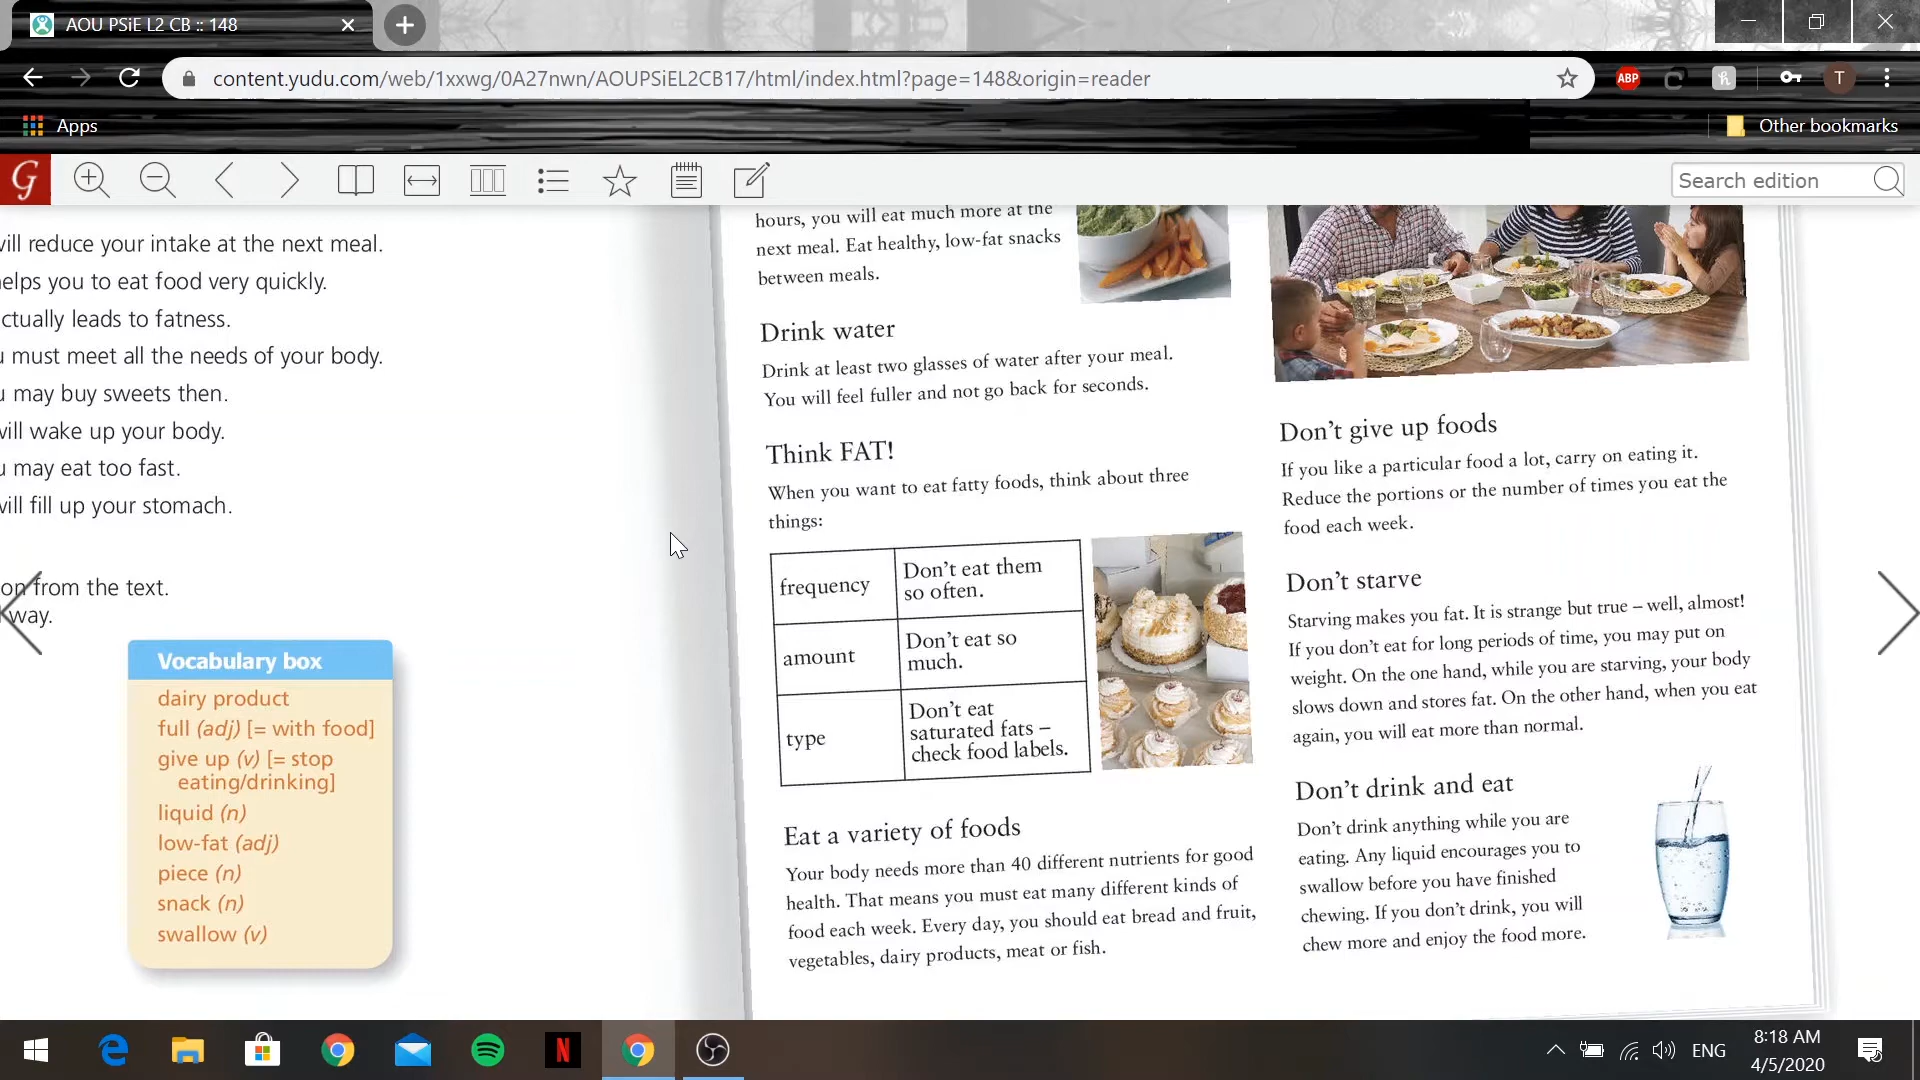 AOU PSiE L2 CB :: 148
content.yudu.com/web/1xxwg/0A27nwn/AOUPSiEL2CB17/html/index.html?page=148&origin=reader
ABP
T
Apps
Other bookmarks
G
Search edition
will reduce your intake at the next meal.
helps you to eat food very quickly.
actually leads to fatness.
u must meet all the needs of your body.
u may buy sweets then.
will wake up your body.
u may eat too fast.
will fill up your stomach.
on from the text.
way.
Vocabulary box
dairy product
full (adj) [= with food]
give up (v) [= stop
eating/drinking]
liquid (n)
low-fat (adj)
piece (n)
snack (n)
swallow (v)
hours, you will eat much more at the
next meal. Eat healthy, low-fat snacks
between meals.
Drink water
Drink at least two glasses of water after your meal.
You will feel fuller and not go back for seconds.
Think FAT!
When you want to eat fatty foods, think about three
things:
frequency
Don't eat them
so often.
amount
Don't eat so
much.
type
Don't eat
saturated fats –
check food labels.
Eat a variety of foods
Your body needs more than 40 different nutrients for good
health. That means you must eat many different kinds of
food each week. Every day, you should eat bread and fruit,
vegetables, dairy products, meat or fish.
Don't give up foods
If you like a particular food a lot, carry on eating it.
Reduce the portions or the number of times you eat the
food each week.
Don't starve
Starving makes you fat. It is strange but true – well, almost!
If you don't eat for long periods of time, you may put on
weight. On the one hand, while you are starving, your body
slows down and stores fat. On the other hand, when you eat
again, you will eat more than normal.
Don't drink and eat
Don't drink anything while you are
eating. Any liquid encourages you to
swallow before you have finished
chewing. If you don't drink, you will
chew more and enjoy the food more.
ENG
8:18 AM
4/5/2020